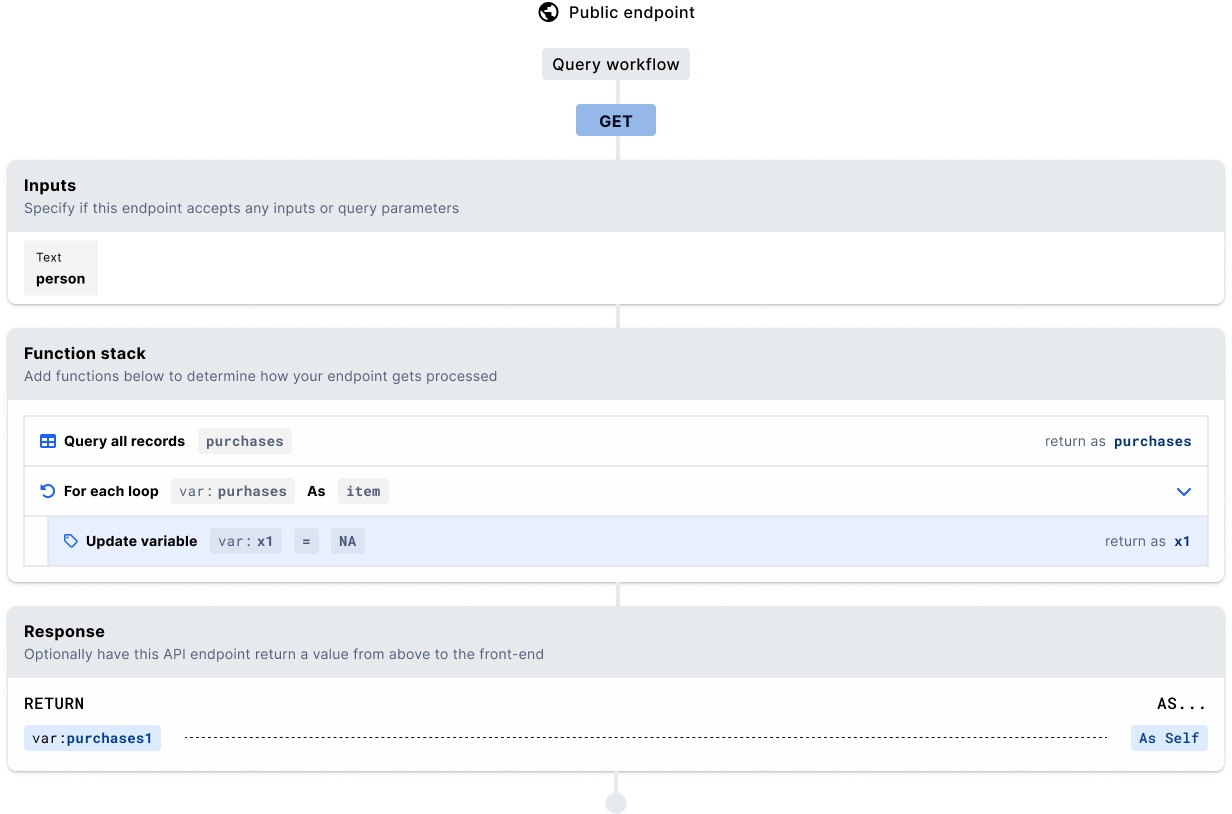 Public endpoint
Query workflow
GET
Inputs
Specify if this endpoint accepts any inputs or query parameters
Text
person
Function stack
Add functions below to determine how your endpoint gets processed
Query all records purchases return as purchases
For each loop var: purhases As item
Update variable var: x1 = NA return as x1
Response
Optionally have this API endpoint return a value from above to the front-end
RETURN AS...
var:purchases1 As Self